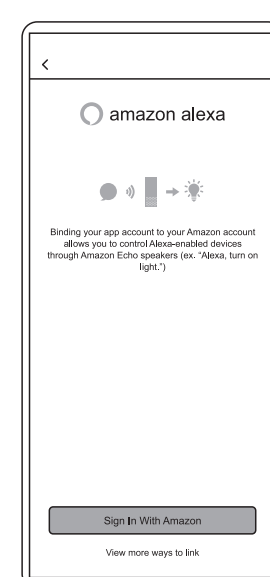 amazon alexa
Binding your app account to your Amazon account
allows you to control Alexa-enabled devices
through Amazon Echo speakers (ex. “Alexa, turn on
light.”)
Sign In With Amazon
View more ways to link